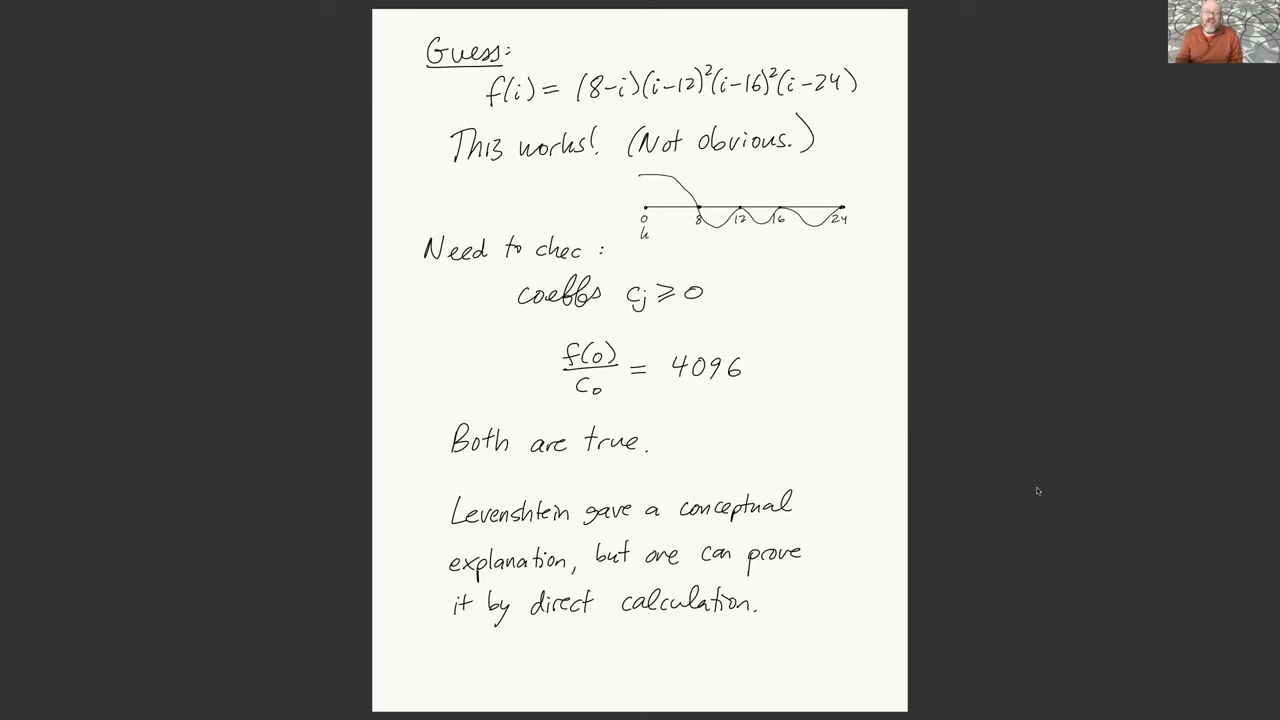 Guess:
f(i) = (8-i)(i-12)²(i-16)²(i-24)
This works! (Not obvious.)
0 8 12 16 24
Need to chec :
coeffs cj ≥ 0
f(0)/c0 = 4096
Both are true.
Levenshtein gave a conceptual
explanation, but one can prove
it by direct calculation.